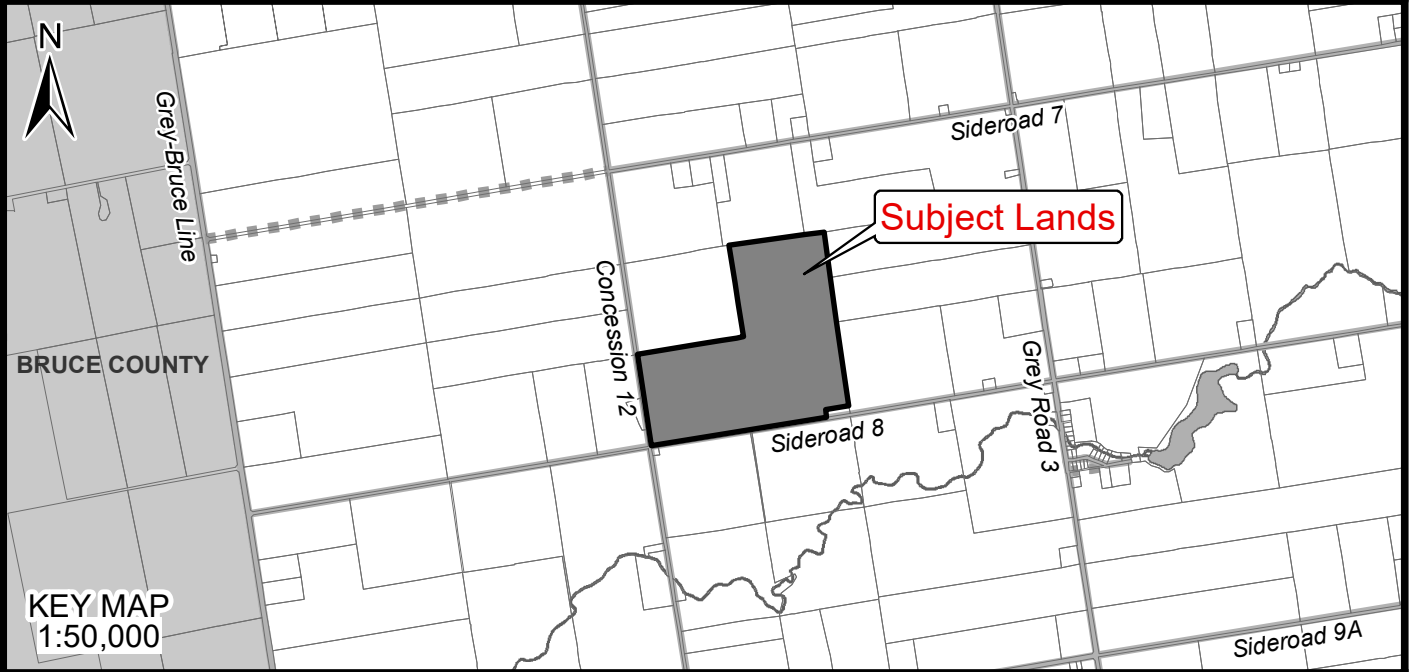 N
Grey-Bruce Line
Sideroad 7
Subject Lands
Concession 12
BRUCE COUNTY
Grey Road 3
Sideroad 8
KEY MAP
1:50,000
Sideroad 9A